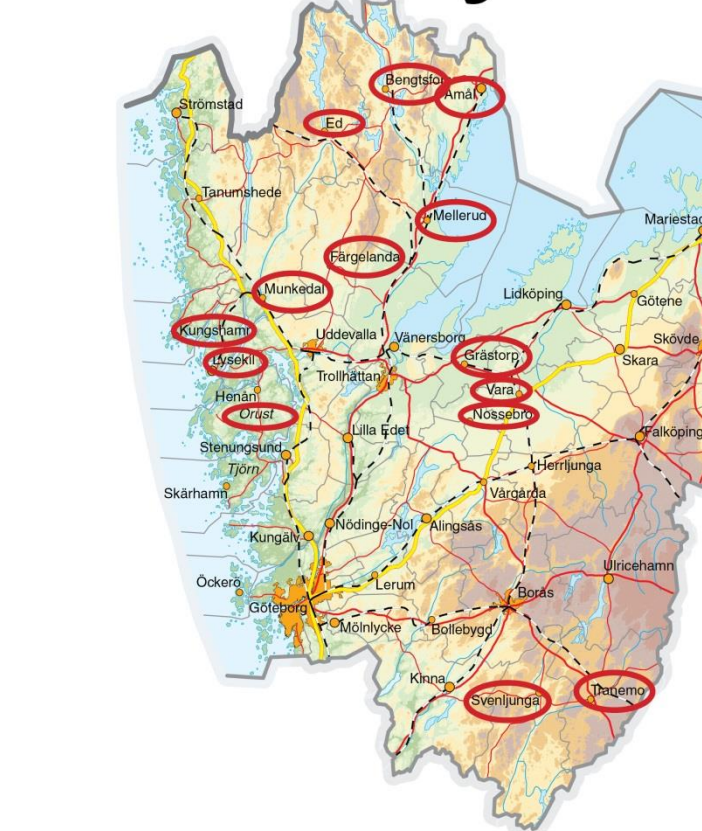 Bengtsfor
Åmål
Strömstad
Ed
Tanumshede
Mellerud
Mariestad
Färgelanda
Munkedal
Lidköping
Götene
Kungshamn
Uddevalla
Vänersborg
Skövde
Lysekil
Grästorp
Skara
Trollhättan
Vara
Henån
Orust
Nossebro
Lilla Edet
Falköping
Stenungsund
Tjörn
Herrljunga
Skärhamn
Vårgårda
Nödinge-Nol
Alingsås
Kungälv
Ulricehamn
Öckerö
Lerum
Borås
Göteborg
Mölnlycke
Bollebygd
Kinna
Tranemo
Svenljunga